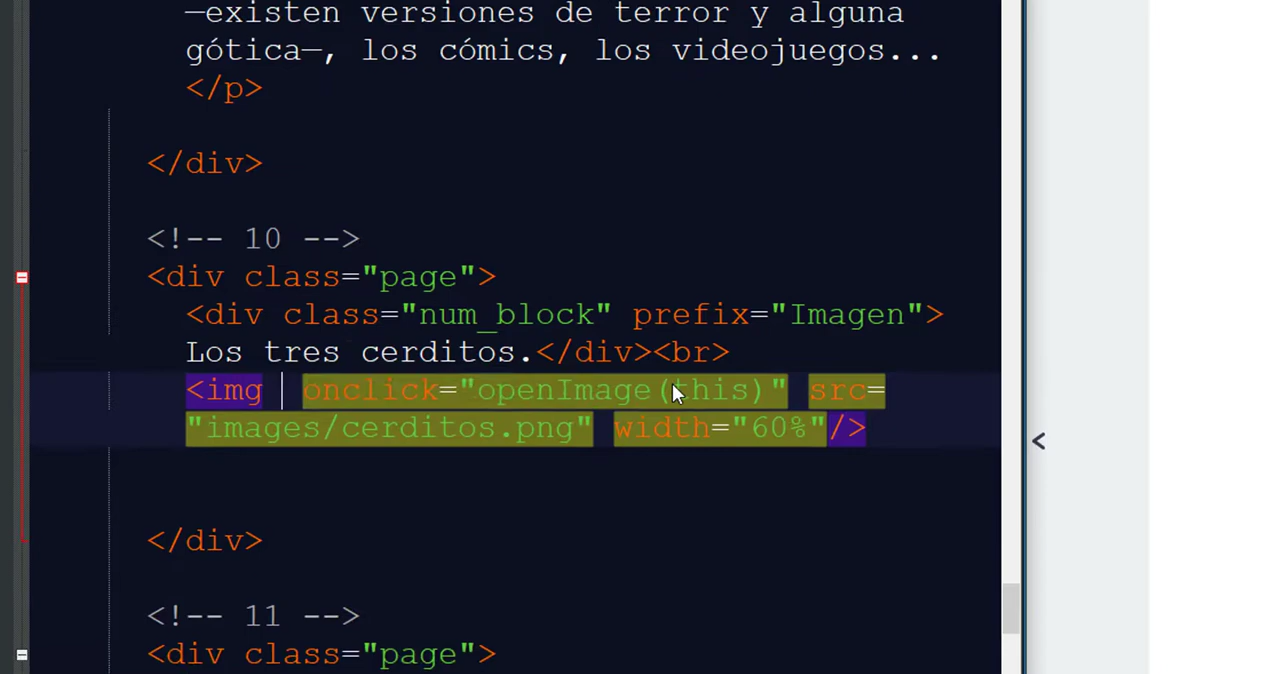 —existen versiones de terror y alguna
gótica—, los cómics, los videojuegos...
</p>
</div>
<!-- 10 -->
<div class="page">
<div class="num_block" prefix="Imagen">
Los tres cerditos.</div><br>
<img onclick="openImage(this)" src=
"images/cerditos.png" width="60%"/>
</div>
<!-- 11 -->
<div class="page">